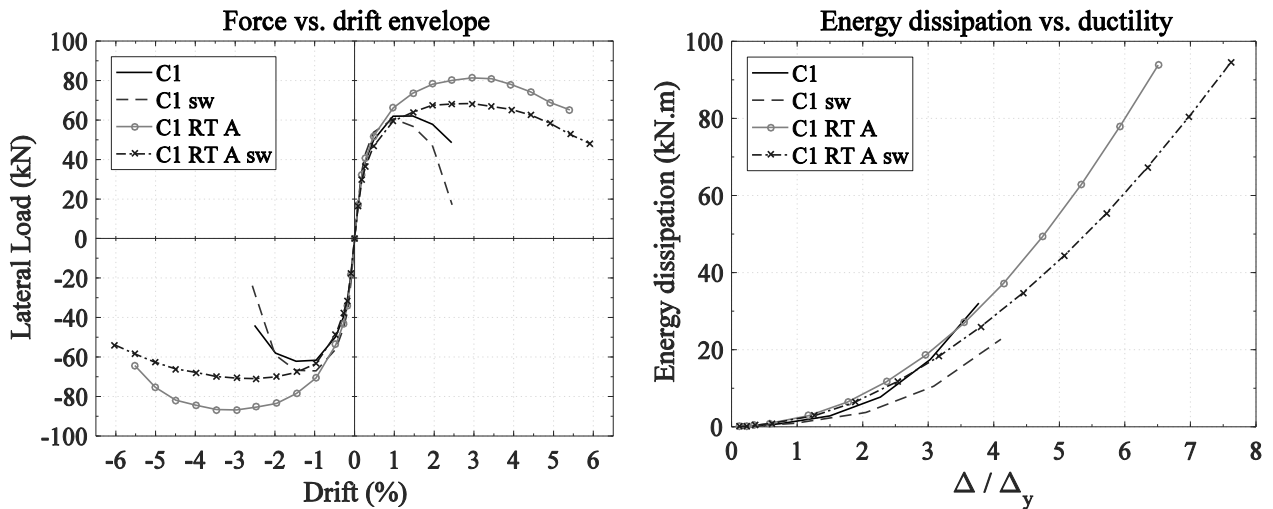 Force vs. drift envelope
100
80
60
40
20
0
-20
-40
-60
-80
-100
Lateral Load (kN)
C1
C1 sw
C1 RT A
C1 RT A sw
-6 -5 -4 -3 -2 -1 0 1 2 3 4 5 6
Drift (%)
Energy dissipation vs. ductility
100
80
60
40
20
0
Energy dissipation (kN.m)
C1
C1 sw
C1 RT A
C1 RT A sw
0 1 2 3 4 5 6 7 8
Δ / Δy